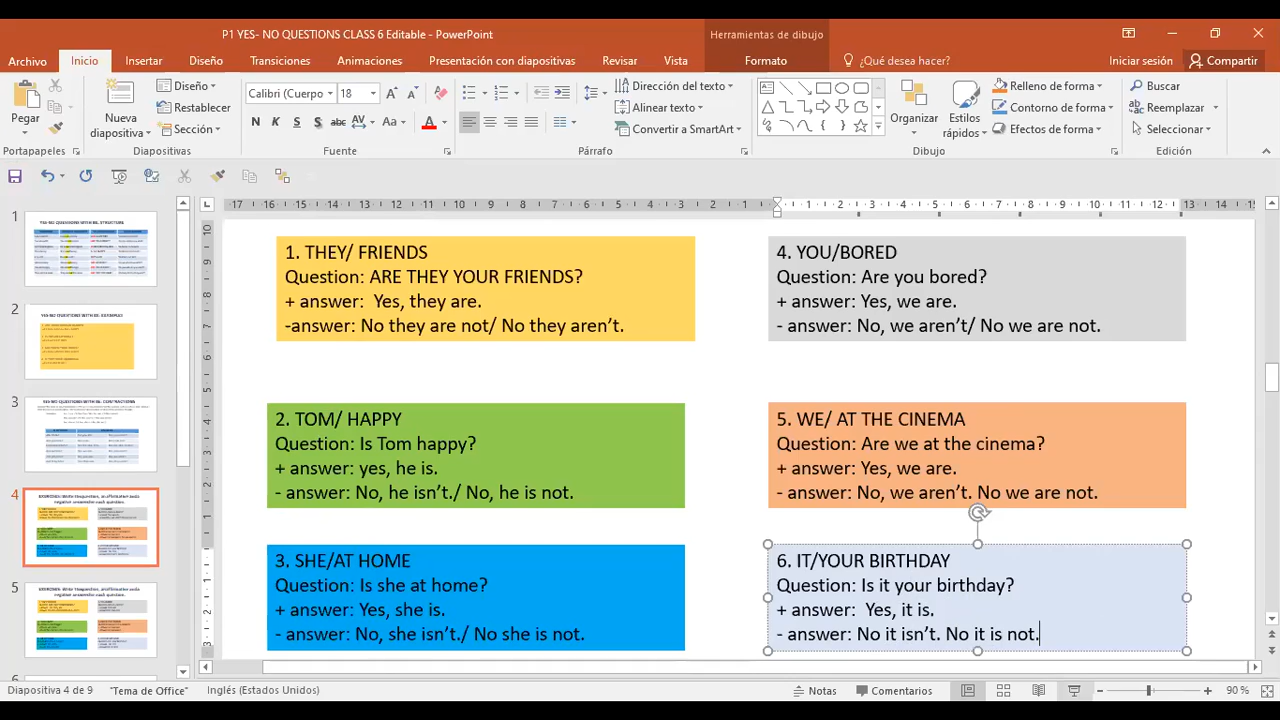 P1 YES- NO QUESTIONS CLASS 6 Editable - PowerPoint
Herramientas de dibujo
Archivo Inicio Insertar Diseño Transiciones Animaciones Presentación con diapositivas Revisar Vista Formato ¿Qué desea hacer? Iniciar sesión Compartir
Pegar
Nueva diapositiva
Diseño
Restablecer
Sección
Calibri (Cuerpo 18
N K S abc AV Aa A
Dirección del texto
Alinear texto
Convertir a SmartArt
Organizar
Estilos rápidos
Relleno de forma
Contorno de forma
Efectos de forma
Buscar
Reemplazar
Seleccionar
Portapapeles Diapositivas Fuente Párrafo Dibujo Edición
1. THEY/ FRIENDS
Question: ARE THEY YOUR FRIENDS?
+ answer: Yes, they are.
-answer: No they are not/ No they aren't.
4. YOU/BORED
Question: Are you bored?
+ answer: Yes, we are.
answer: No, we aren't/ No we are not.
2. TOM/ HAPPY
Question: Is Tom happy?
+ answer: yes, he is.
- answer: No, he isn't./ No, he is not.
5. WE/ AT THE CINEMA
Question: Are we at the cinema?
+ answer: Yes, we are.
- answer: No, we aren't No we are not.
3. SHE/AT HOME
Question: Is she at home?
+ answer: Yes, she is.
- answer: No, she isn't./ No she is not.
6. IT/YOUR BIRTHDAY
Question: Is it your birthday?
+ answer: Yes, it is.
- answer: No it isn't. No it is not.
1
2
3
4
5
Diapositiva 4 de 9 "Tema de Office" Inglés (Estados Unidos) Notas Comentarios 90 %